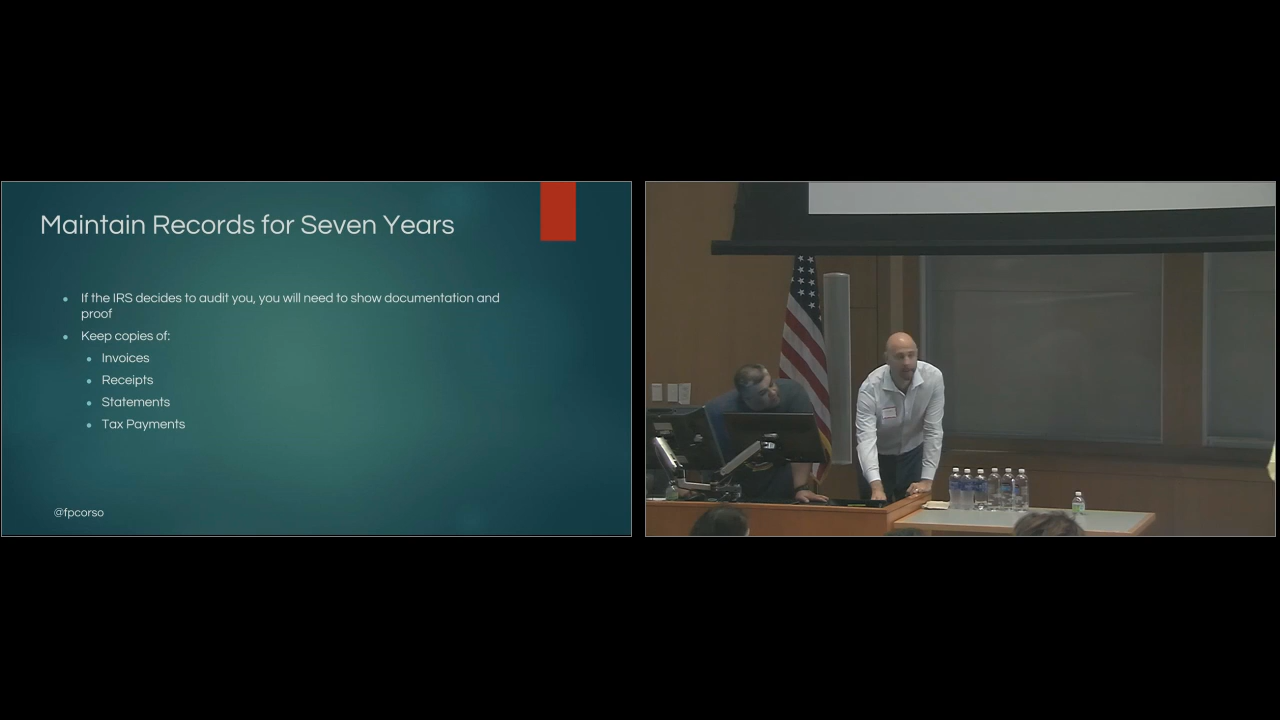 Maintain Records for Seven Years
If the IRS decides to audit you, you will need to show documentation and
proof
Keep copies of:
Invoices
Receipts
Statements
Tax Payments
@fpcorso